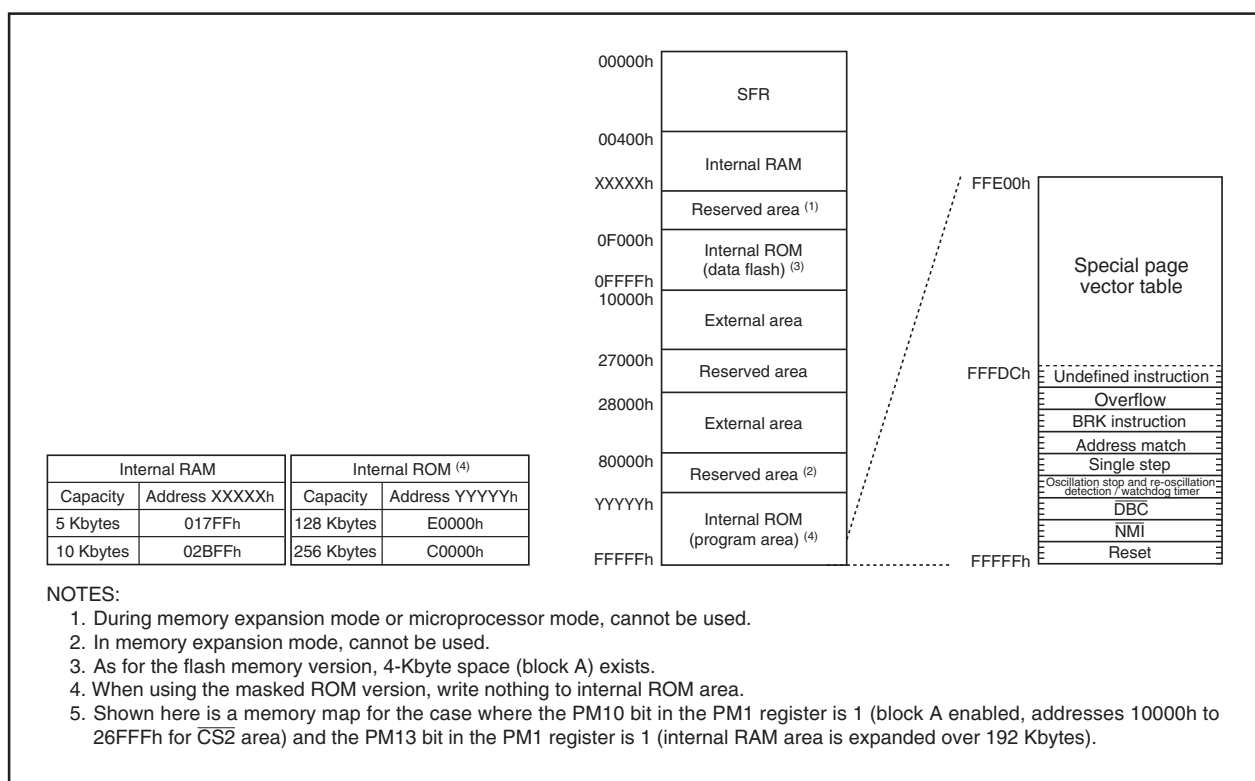 00000h
SFR
00400h
Internal RAM
XXXXXh
Reserved area (1)
0F000h
Internal ROM
(data flash) (3)
0FFFFh
10000h
External area
27000h
Reserved area
28000h
External area
80000h
Reserved area (2)
YYYYYh
Internal ROM
(program area) (4)
FFFFFh
FFE00h
Special page
vector table
FFFDCh
Undefined instruction
Overflow
BRK instruction
Address match
Single step
Oscillation stop and re-oscillation
detection / watchdog timer
DBC
NMI
Reset
FFFFFh
Internal RAM
Capacity Address XXXXXh
5 Kbytes 017FFh
10 Kbytes 02BFFh
Internal ROM (4)
Capacity Address YYYYYh
128 Kbytes E0000h
256 Kbytes C0000h
NOTES:
1. During memory expansion mode or microprocessor mode, cannot be used.
2. In memory expansion mode, cannot be used.
3. As for the flash memory version, 4-Kbyte space (block A) exists.
4. When using the masked ROM version, write nothing to internal ROM area.
5. Shown here is a memory map for the case where the PM10 bit in the PM1 register is 1 (block A enabled, addresses 10000h to
26FFFh for CS2 area) and the PM13 bit in the PM1 register is 1 (internal RAM area is expanded over 192 Kbytes).